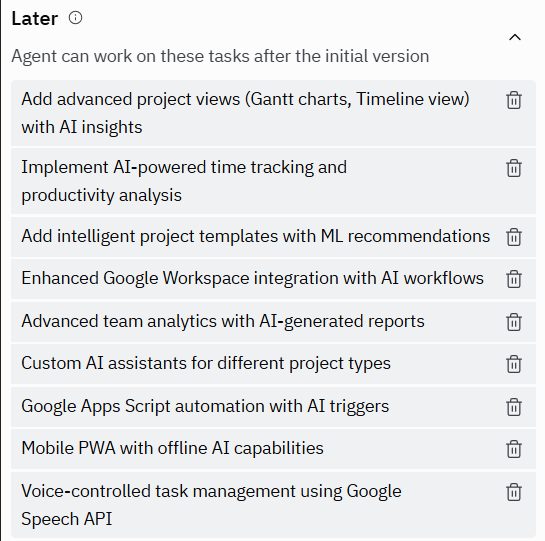 Later
Agent can work on these tasks after the initial version
Add advanced project views (Gantt charts, Timeline view)
with AI insights
Implement AI-powered time tracking and
productivity analysis
Add intelligent project templates with ML recommendations
Enhanced Google Workspace integration with AI workflows
Advanced team analytics with AI-generated reports
Custom AI assistants for different project types
Google Apps Script automation with AI triggers
Mobile PWA with offline AI capabilities
Voice-controlled task management using Google
Speech API